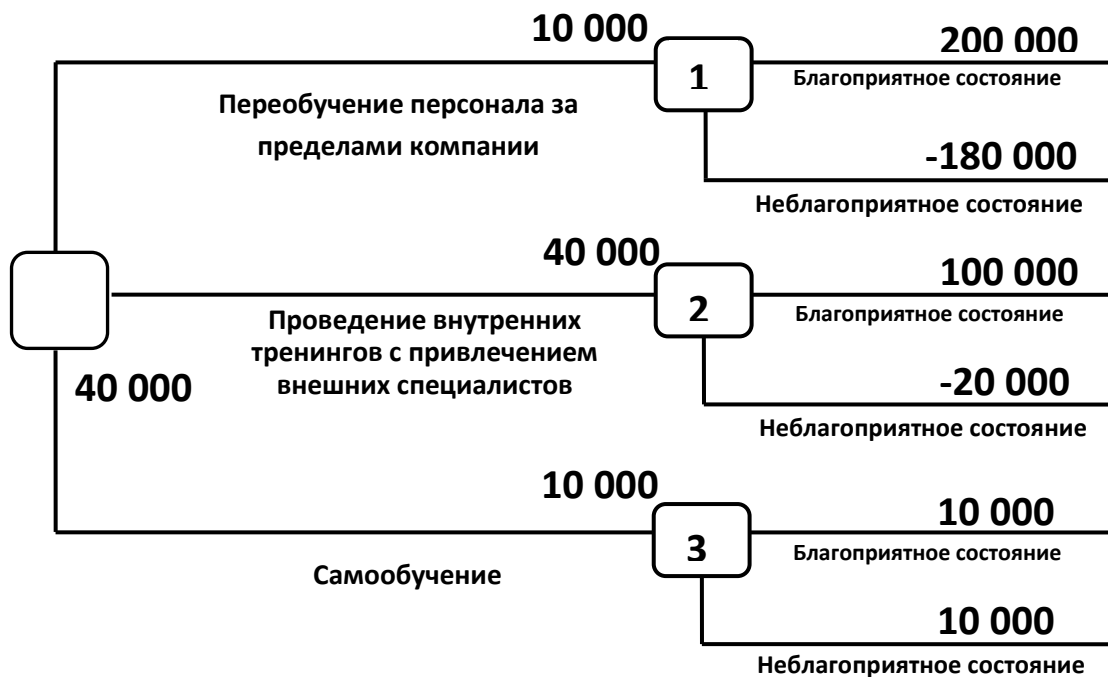 10 000
1
200 000
Благоприятное состояние
Переобучение персонала за
пределами компании
-180 000
Неблагоприятное состояние
40 000
2
100 000
Благоприятное состояние
Проведение внутренних
тренингов с привлечением
внешних специалистов
40 000
-20 000
Неблагоприятное состояние
10 000
3
10 000
Благоприятное состояние
Самообучение
10 000
Неблагоприятное состояние